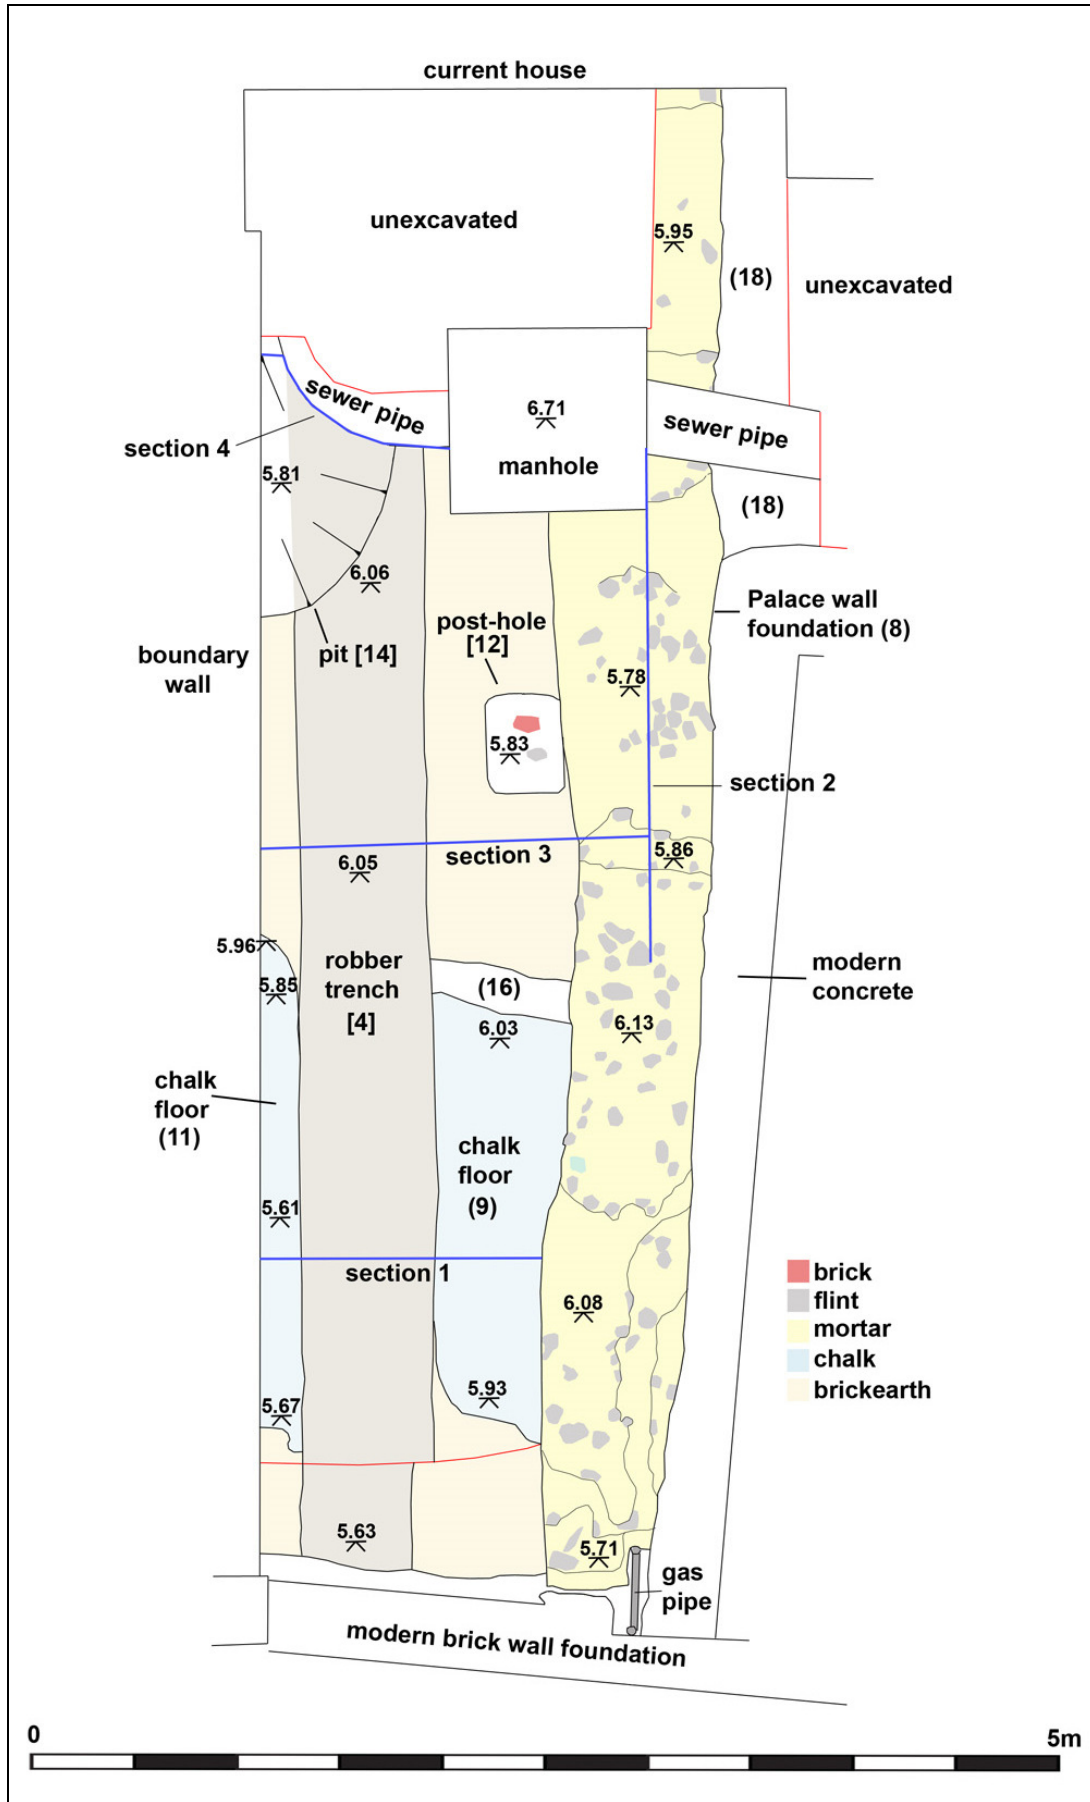 current house
unexcavated
5.95
(18)
unexcavated
sewer pipe
6.71
manhole
sewer pipe
section 4
5.81
(18)
6.06
Palace wall
foundation (8)
post-hole
[12]
pit [14]
boundary
wall
5.78
5.83
section 2
section 3
5.86
6.05
5.96
5.85
robber
trench
[4]
(16)
modern
concrete
6.03
6.13
chalk
floor
(11)
chalk
floor
(9)
5.61
section 1
brick
flint
mortar
chalk
brickearth
6.08
5.93
5.67
5.63
5.71
gas
pipe
modern brick wall foundation
0
5m